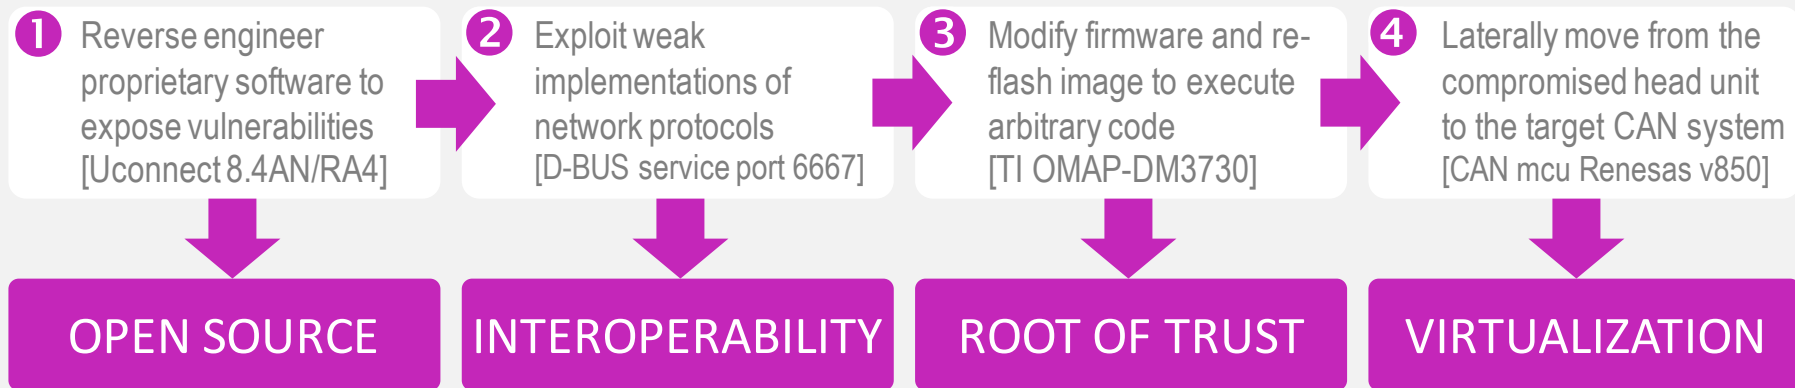 1 Reverse engineer
proprietary software to
expose vulnerabilities
[Uconnect 8.4AN/RA4]
2 Exploit weak
implementations of
network protocols
[D-BUS service port 6667]
3 Modify firmware and re-
flash image to execute
arbitrary code
[TI OMAP-DM3730]
4 Laterally move from the
compromised head unit
to the target CAN system
[CAN mcu Renesas v850]
OPEN SOURCE
INTEROPERABILITY
ROOT OF TRUST
VIRTUALIZATION